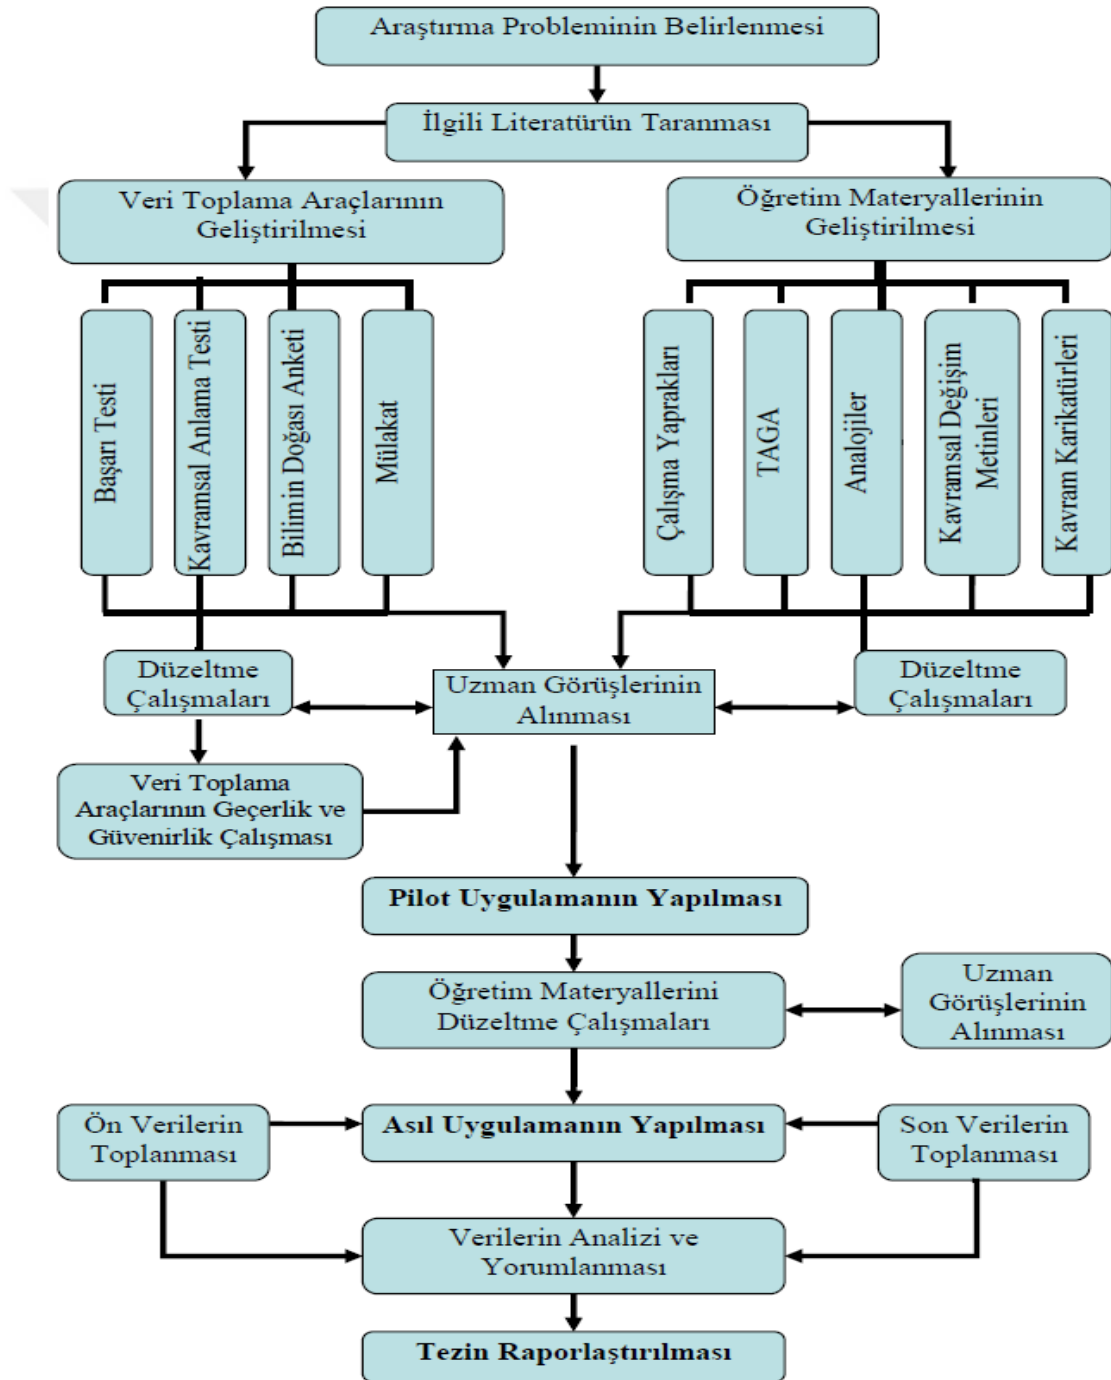 Araştırma Probleminin Belirlenmesi
İlgili Literatürün Taranması
Veri Toplama Araçlarının
Geliştirilmesi
Öğretim Materyallerinin
Geliştirilmesi
Başarı Testi
Kavramsal Anlama Testi
Bilimin Doğası Anketi
Mülakat
Çalışma Yaprakları
TAGA
Analojiler
Kavramsal Değişim
Metinleri
Kavram Karikatürleri
Düzeltme
Çalışmaları
Uzman Görüşlerinin
Alınması
Düzeltme
Çalışmaları
Veri Toplama
Araçlarının Geçerlik ve
Güvenirlik Çalışması
Pilot Uygulamanın Yapılması
Öğretim Materyallerini
Düzeltme Çalışmaları
Uzman
Görüşlerinin
Alınması
Ön Verilerin
Toplanması
Asıl Uygulamanın Yapılması
Son Verilerin
Toplanması
Verilerin Analizi ve
Yorumlanması
Tezin Raporlaştırılması